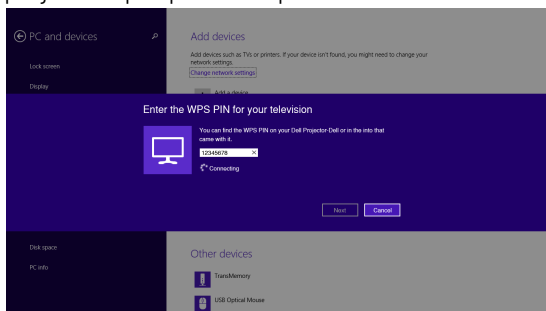 PC and devices
Lock screen
Display
Disk space
PC info
Add devices
Add devices such as TVs or printers. If your device isn't found, you might need to change your
network settings.
Change network settings
Add a device
Enter the WPS PIN for your television
You can find the WPS PIN on your Dell Projector-Dell or in the into that
came with it.
12345678
Connecting
Next
Cancel
Other devices
TransMemory
USB Optical Mouse